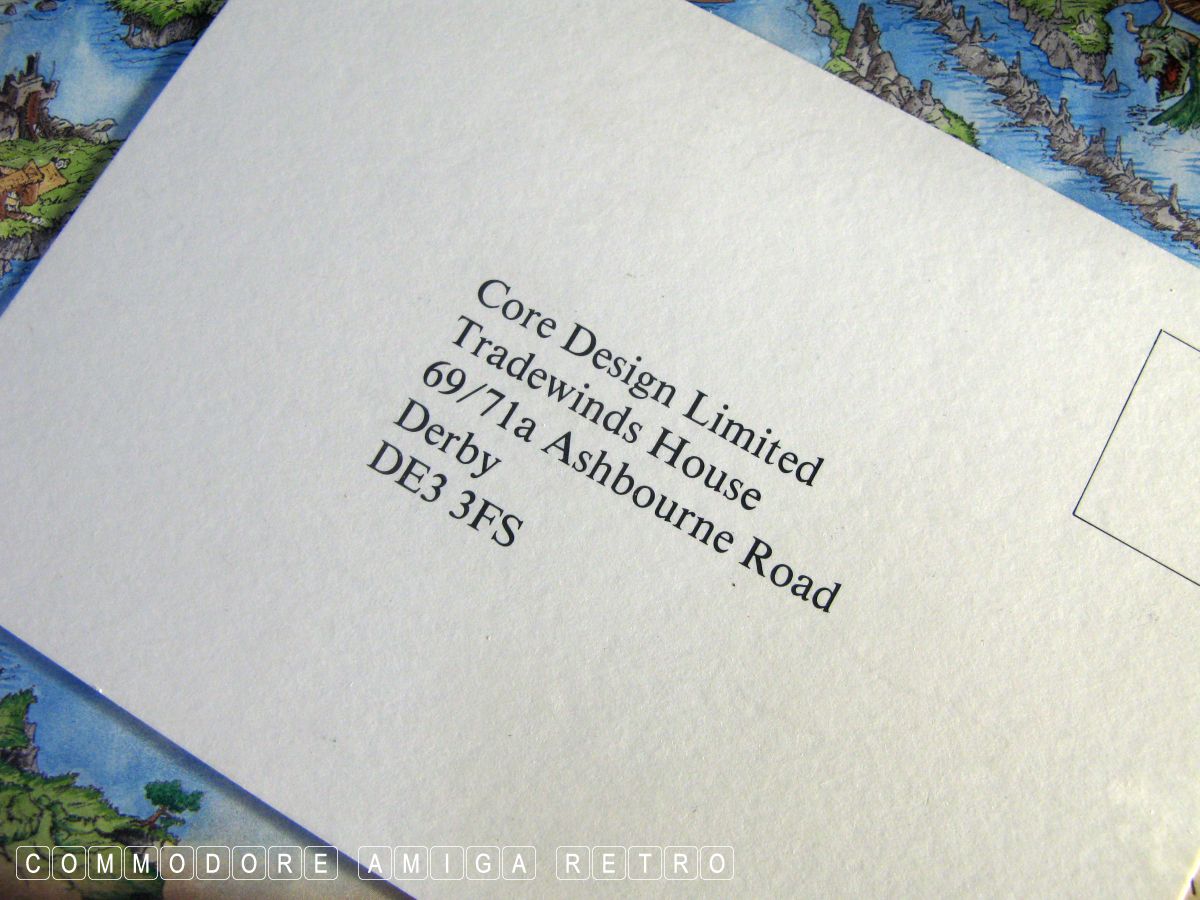 Core Design Limited
Tradewinds House
69/71a Ashbourne Road
Derby
DE3 3FS
COMMODORE AMIGA RETRO